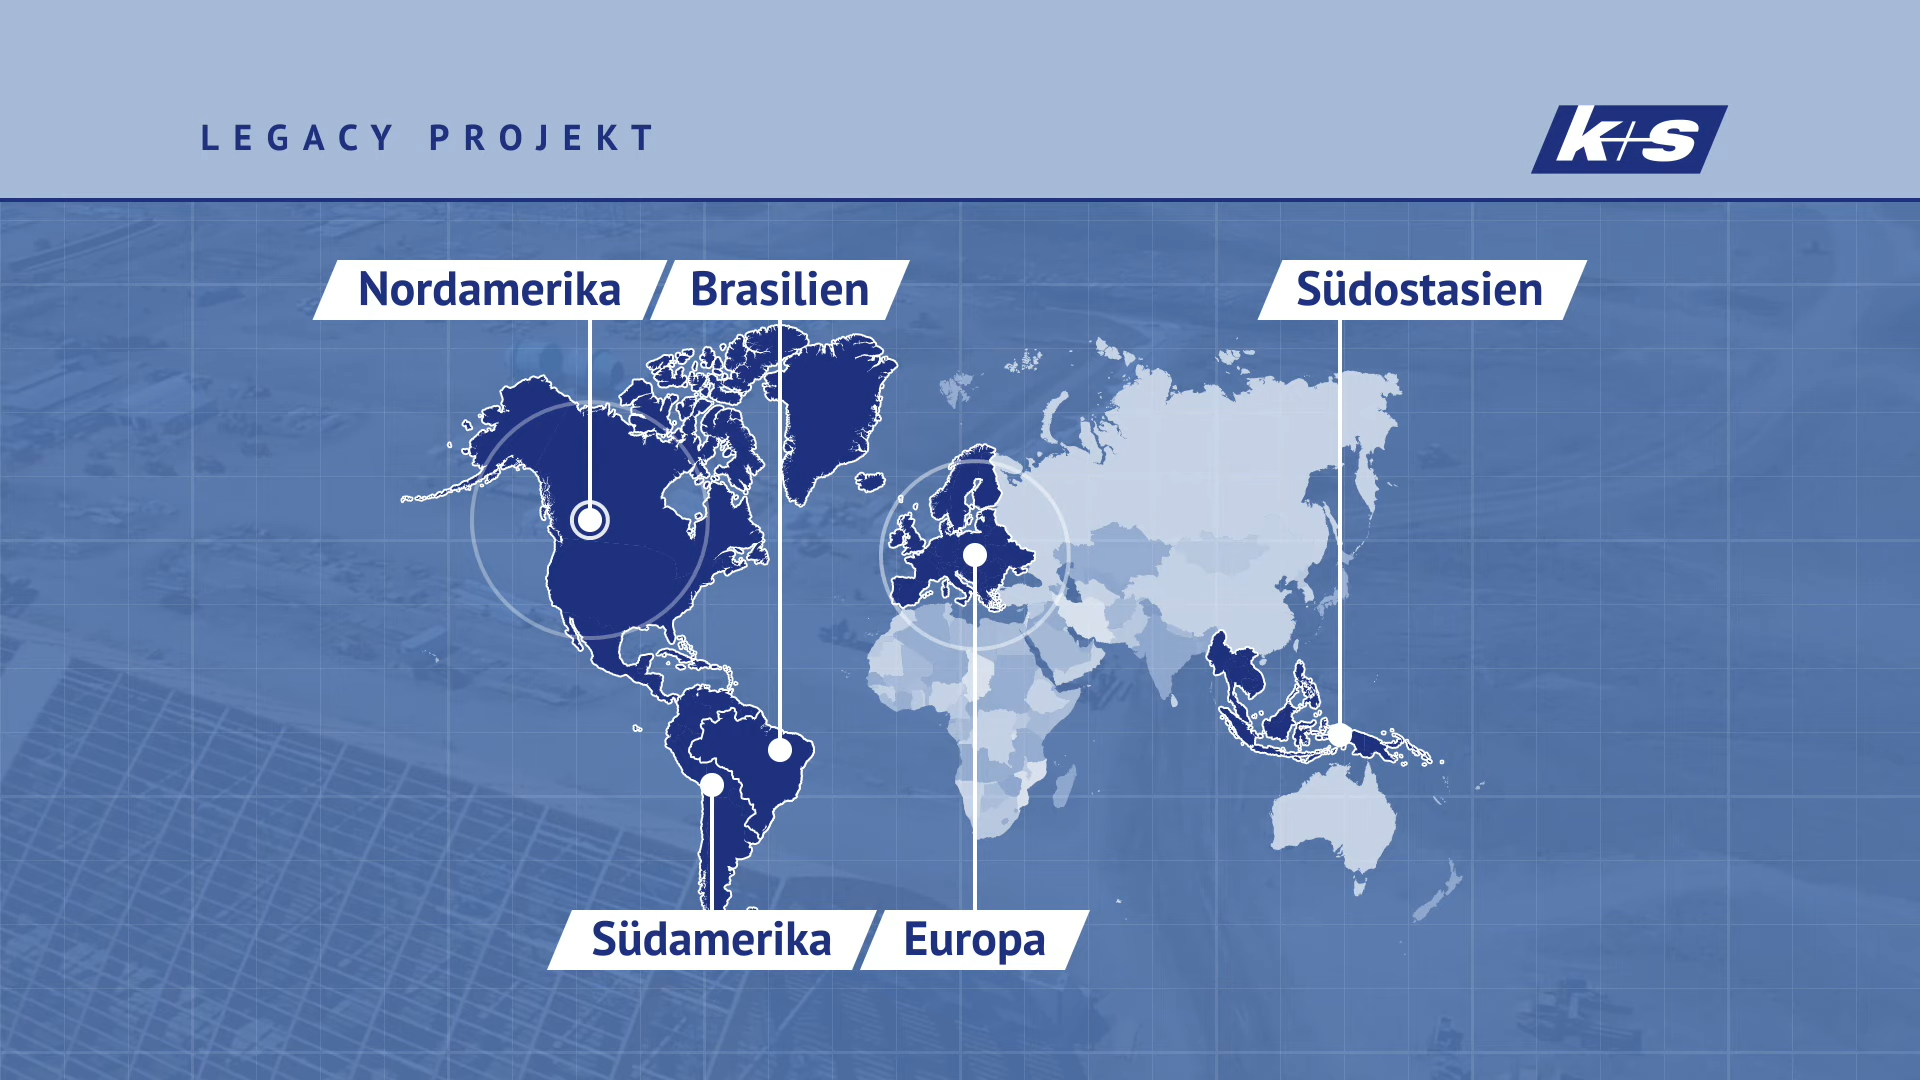 LEGACY PROJEKT
K+S
Nordamerika
Brasilien
Südostasien
Südamerika
Europa